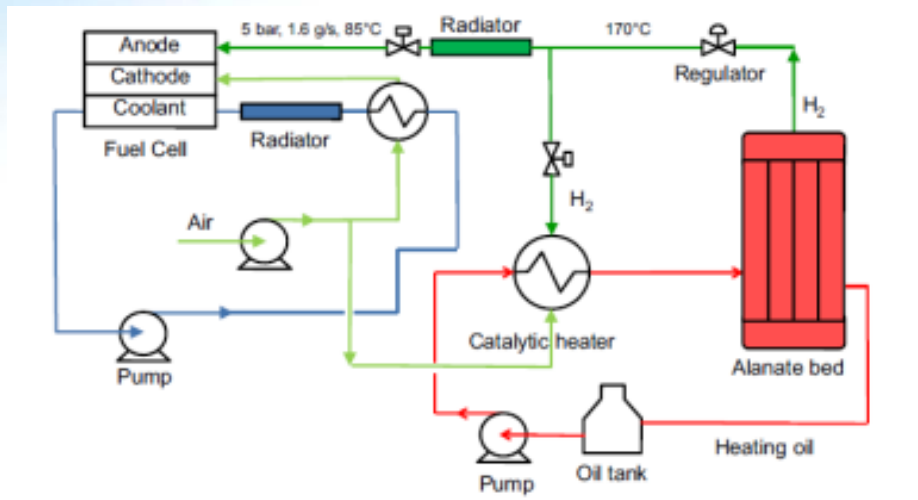 5 bar, 1.6 g/s, 85°C
Radiator
170°C
Regulator
H₂
Anode
Cathode
Coolant
Fuel Cell
Radiator
Air
H₂
Pump
Catalytic heater
Alanate bed
Heating oil
Oil tank
Pump